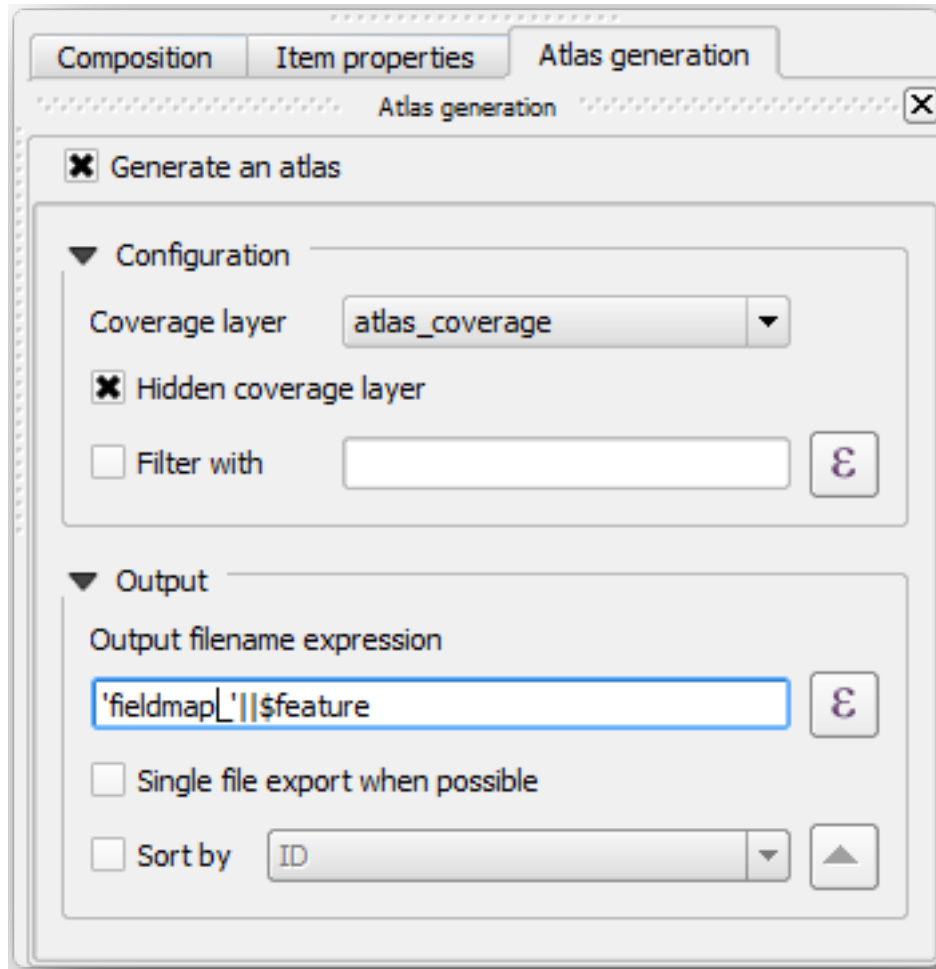 Composition Item properties Atlas generation
Atlas generation
Generate an atlas
Configuration
Coverage layer atlas_coverage
Hidden coverage layer
Filter with ε
Output
Output filename expression
'fieldmap_'||$feature ε
Single file export when possible
Sort by ID